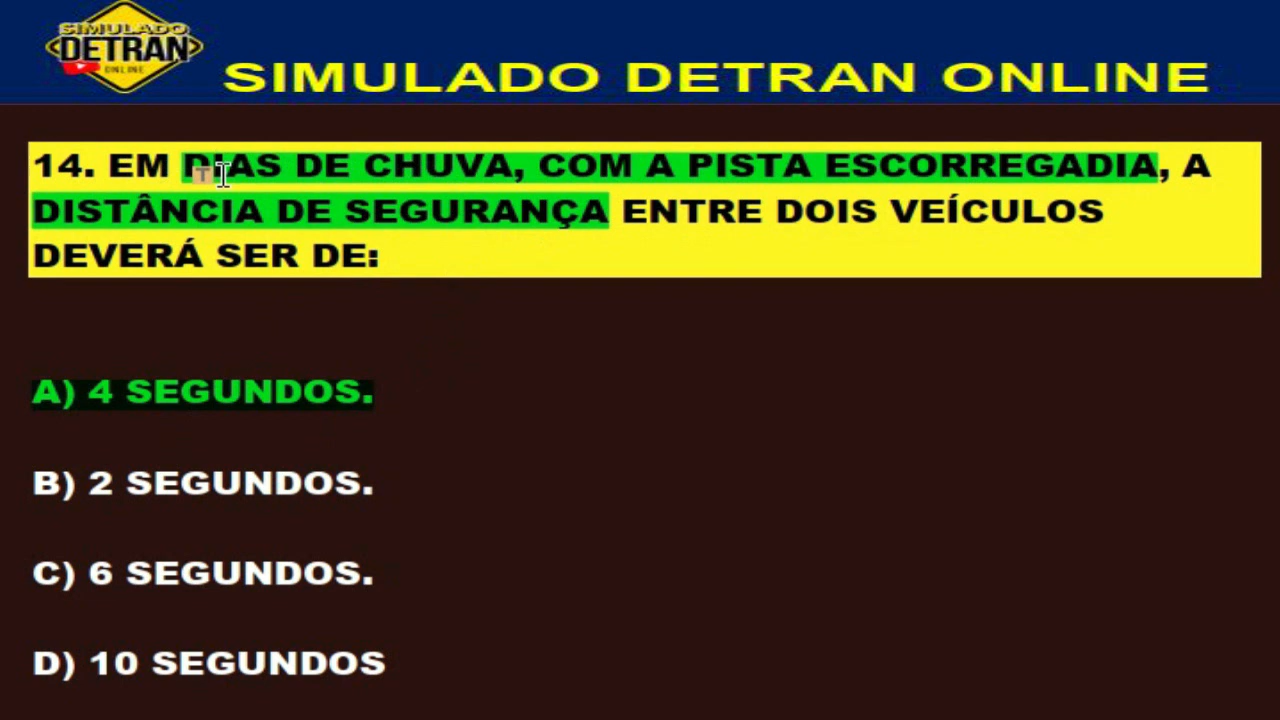 SIMULADO
DETRAN
ONLINE
SIMULADO DETRAN ONLINE
14. EM DIAS DE CHUVA, COM A PISTA ESCORREGADIA, A
DISTÂNCIA DE SEGURANÇA ENTRE DOIS VEÍCULOS
DEVERÁ SER DE:
A) 4 SEGUNDOS.
B) 2 SEGUNDOS.
C) 6 SEGUNDOS.
D) 10 SEGUNDOS